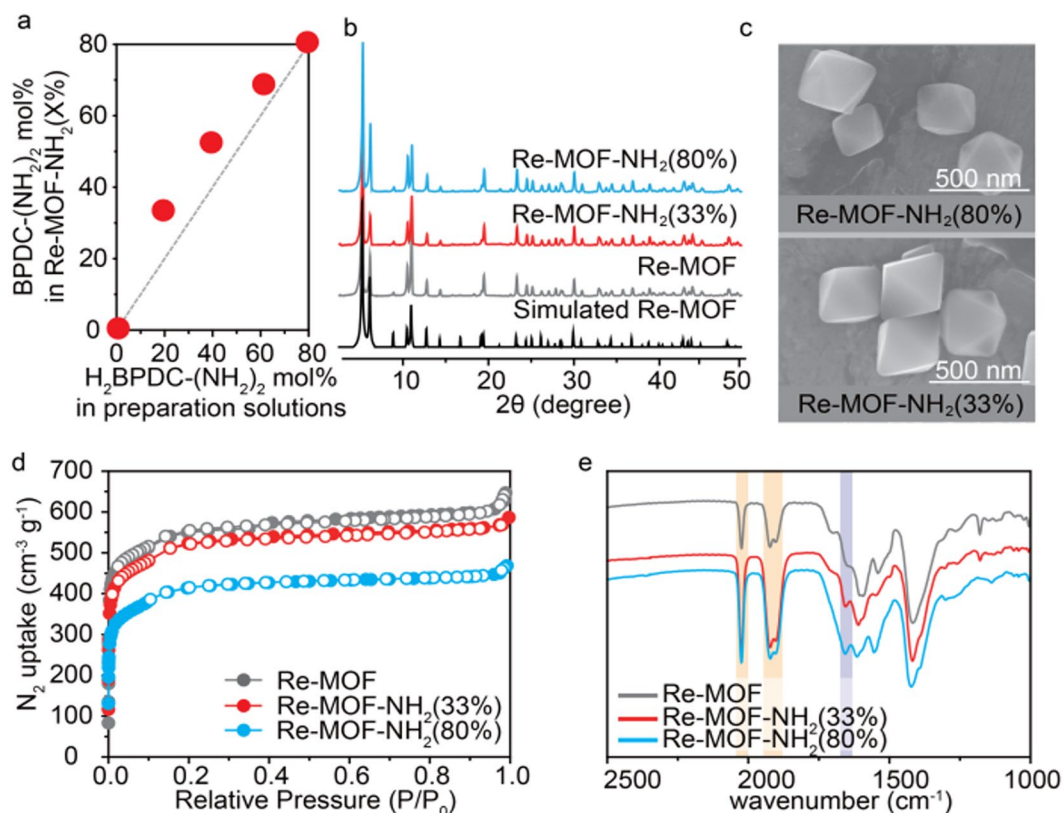 a
BPDC-(NH₂)₂ mol%
in Re-MOF-NH₂(X%)
80
60
40
20
0
0 20 40 60 80
H₂BPDC-(NH₂)₂ mol%
in preparation solutions
b
Re-MOF-NH₂(80%)
Re-MOF-NH₂(33%)
Re-MOF
Simulated Re-MOF
10 20 30 40 50
2θ (degree)
c
500 nm
Re-MOF-NH₂(80%)
500 nm
Re-MOF-NH₂(33%)
d
N₂ uptake (cm⁻³ g⁻¹)
700
600
500
400
300
200
100
0
Re-MOF
Re-MOF-NH₂(33%)
Re-MOF-NH₂(80%)
0.0 0.2 0.4 0.6 0.8 1.0
Relative Pressure (P/P₀)
e
Re-MOF
Re-MOF-NH₂(33%)
Re-MOF-NH₂(80%)
2500 2000 1500 1000
wavenumber (cm⁻¹)